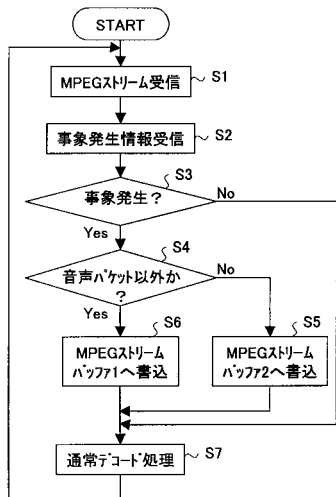 START
MPEGストリーム受信
S1
事象発生情報受信
S2
S3
事象発生?
No
Yes
S4
音声パケット以外か
?
No
Yes
S6
MPEGストリーム
バッファ1へ書込
S5
MPEGストリーム
バッファ2へ書込
通常デコード処理
S7